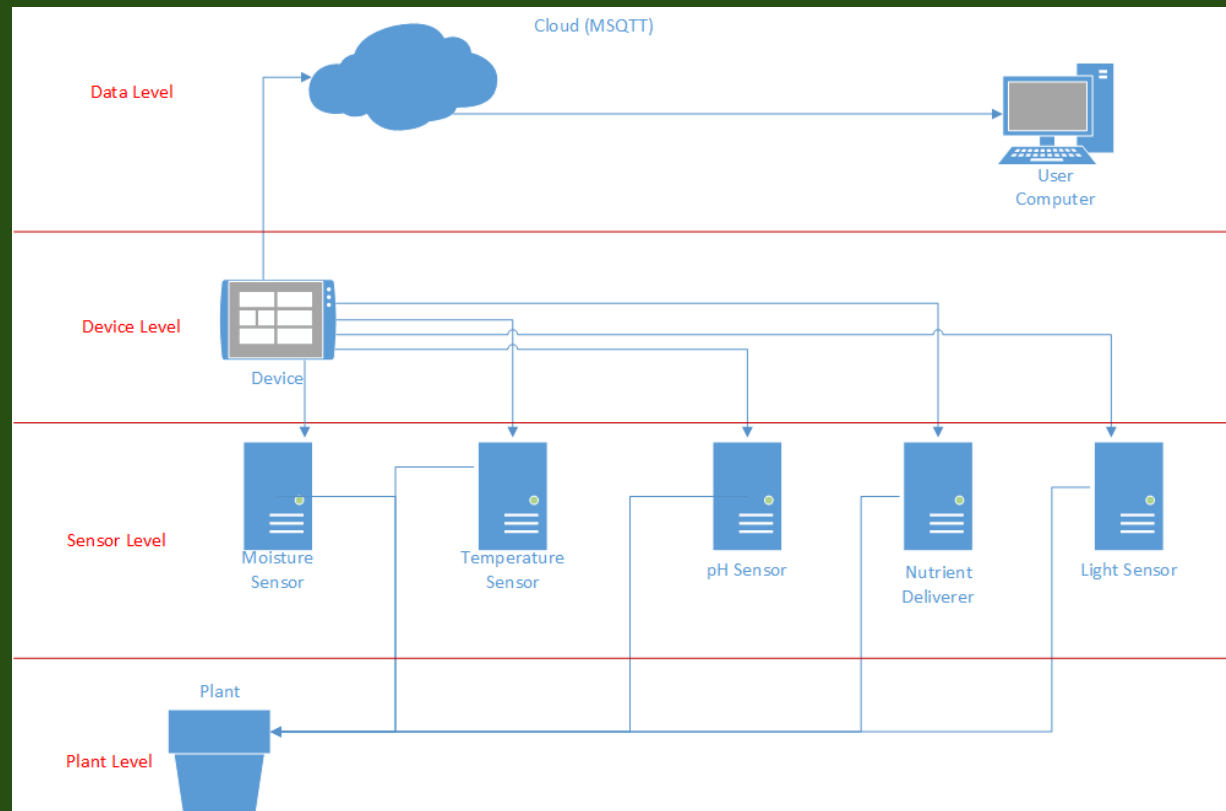 Cloud (MSQTT)
Data Level
User
Computer
Device Level
Device
Sensor Level
Moisture
Sensor
Temperature
Sensor
pH Sensor
Nutrient
Deliverer
Light Sensor
Plant
Plant Level